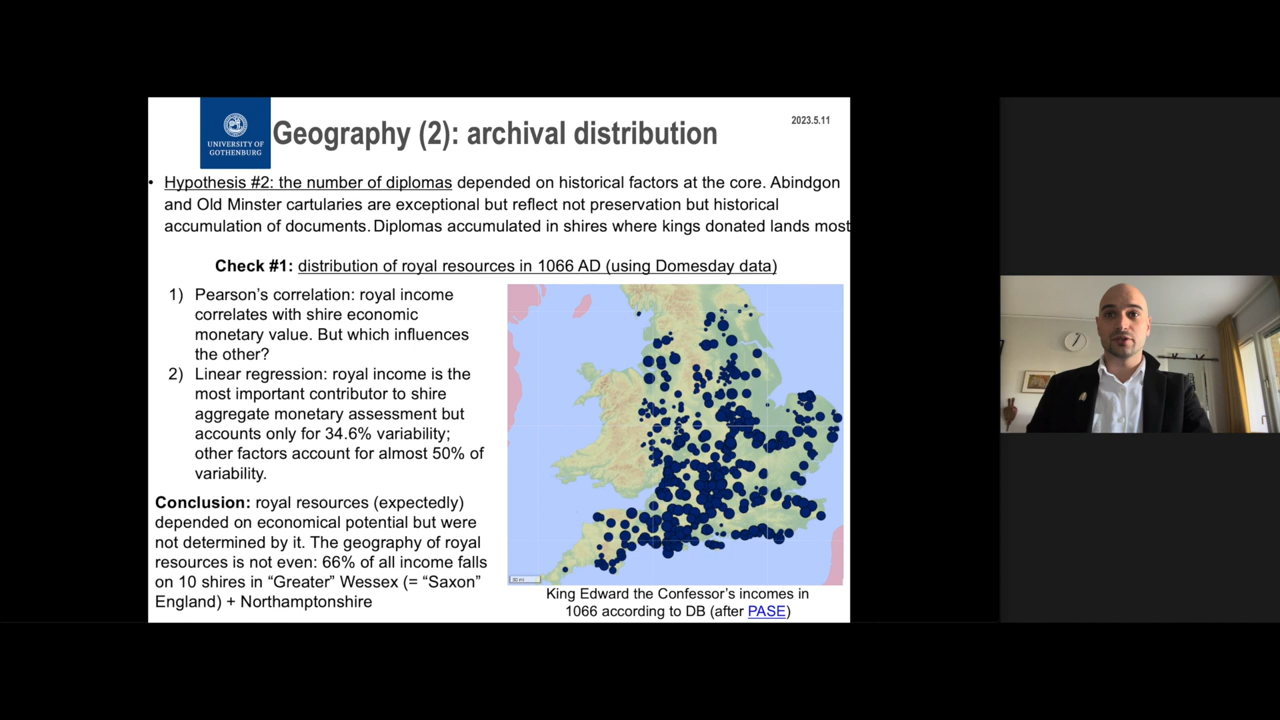 UNIVERSITY OF
GOTHENBURG
Geography (2): archival distribution
2023.5.11
• Hypothesis #2: the number of diplomas depended on historical factors at the core. Abindgon
and Old Minster cartularies are exceptional but reflect not preservation but historical
accumulation of documents. Diplomas accumulated in shires where kings donated lands most
Check #1: distribution of royal resources in 1066 AD (using Domesday data)
1) Pearson's correlation: royal income
correlates with shire economic
monetary value. But which influences
the other?
2) Linear regression: royal income is the
most important contributor to shire
aggregate monetary assessment but
accounts only for 34.6% variability;
other factors account for almost 50% of
variability.
Conclusion: royal resources (expectedly)
depended on economical potential but were
not determined by it. The geography of royal
resources is not even: 66% of all income falls
on 10 shires in “Greater” Wessex (= “Saxon”
England) + Northamptonshire
King Edward the Confessor's incomes in
1066 according to DB (after PASE)